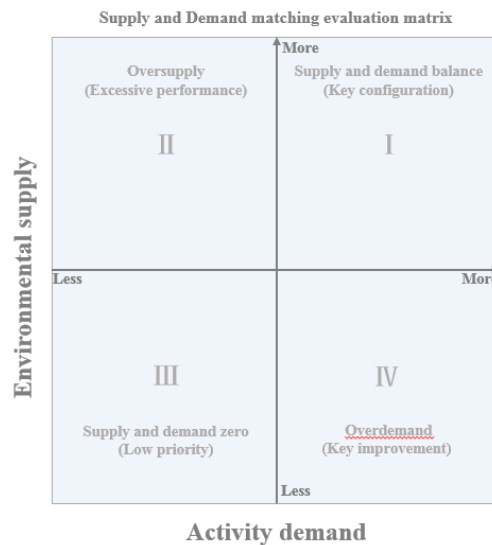 Supply and Demand matching evaluation matrix
More
Oversupply
(Excessive performance)
Supply and demand balance
(Key configuration)
II
I
Environmental supply
Less
More
III
IV
Supply and demand zero
(Low priority)
Overdemand
(Key improvement)
Less
Activity demand